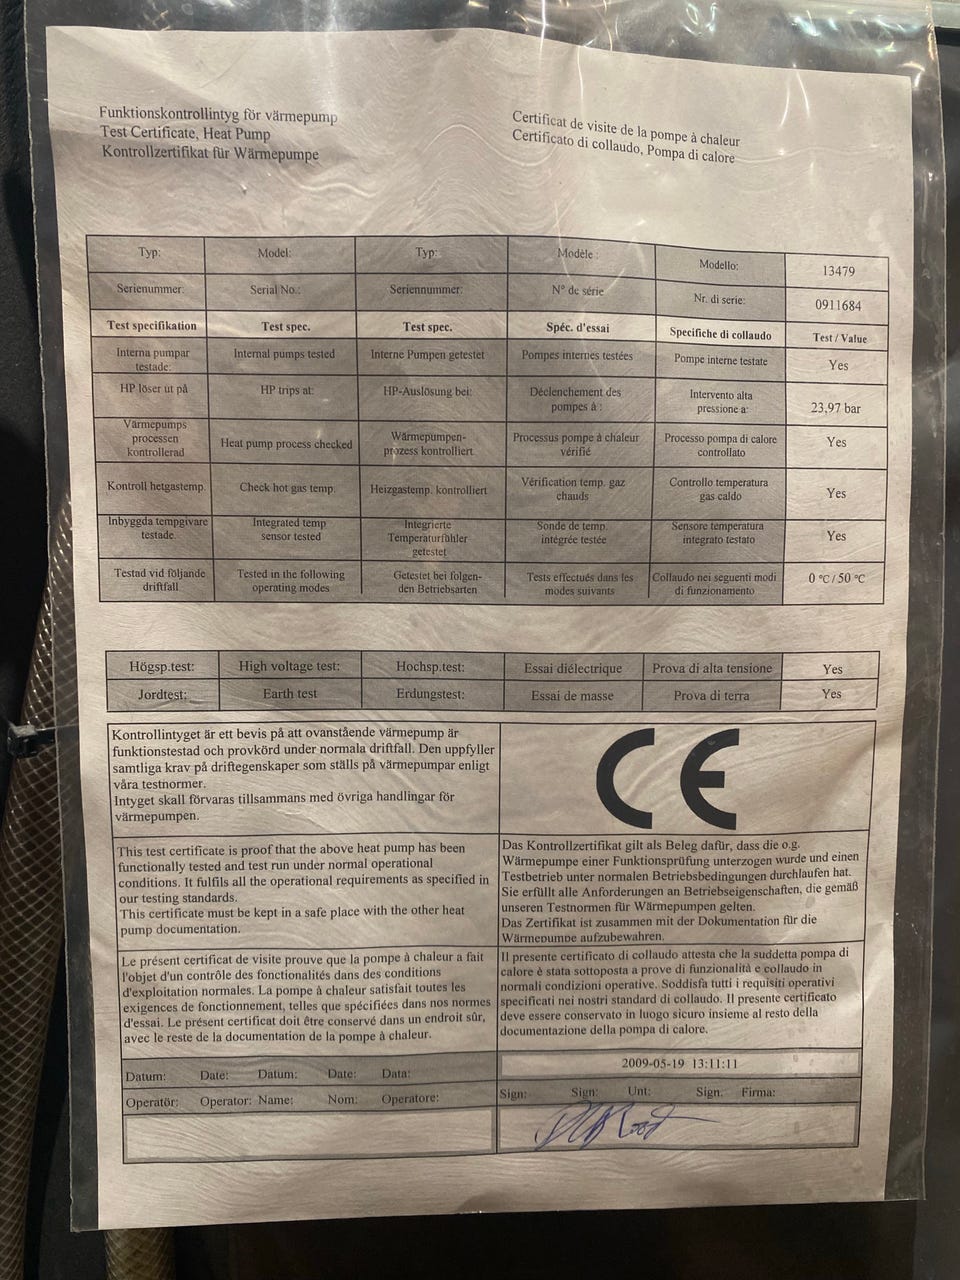 Funktionskontrollintyg för värmepump
Test Certificate, Heat Pump
Kontrollzertifikat für Wärmepumpe
Certificat de visite de la pompe à chaleur
Certificato di collaudo, Pompa di calore
Typ: Model: Typ: Modèle : Modello: 13479
Serienummer: Serial No.: Seriennummer: N° de série Nr. di serie: 0911684
Test specifikation Test spec. Test spec. Spéc. d'essai Specifiche di collaudo Test / Value
Interna pumpar testade: Internal pumps tested Interne Pumpen getestet Pompes internes testées Pompe interne testate Yes
HP löser ut på HP trips at: HP-Auslösung bei: Déclenchement des pompes à : Intervento alta pressione a: 23,97 bar
Värmepumps processen kontrollerad Heat pump process checked Wärmepumpen-prozess kontrolliert Processus pompe à chaleur vérifié Processo pompa di calore controllato Yes
Kontroll hetgastemp. Check hot gas temp. Heizgastemp. kontrolliert Vérification temp. gaz chauds Controllo temperatura gas caldo Yes
Inbyggda tempgivare testade. Integrated temp sensor tested Integrierte Temperaturfühler getestet Sonde de temp. intégrée testée Sensore temperatura integrato testato Yes
Testad vid följande driftfall Tested in the following operating modes Getestet bei folgen-den Betriebsarten Tests effectués dans les modes suivants Collaudo nei seguenti modi di funzionamento 0 °C / 50 °C
Högsp.test: High voltage test: Hochsp.test: Essai diélectrique Prova di alta tensione Yes
Jordtest: Earth test Erdungstest: Essai de masse Prova di terra Yes
Kontrollintyget är ett bevis på att ovanstående värmepump är
funktionstestad och provkörd under normala driftfall. Den uppfyller
samtliga krav på driftegenskaper som ställs på värmepumpar enligt
våra testnormer.
Intyget skall förvaras tillsammans med övriga handlingar för
värmepumpen.
CE
This test certificate is proof that the above heat pump has been
functionally tested and test run under normal operational
conditions. It fulfils all the operational requirements as specified in
our testing standards.
This certificate must be kept in a safe place with the other heat
pump documentation.
Das Kontrollzertifikat gilt als Beleg dafür, dass die o.g.
Wärmepumpe einer Funktionsprüfung unterzogen wurde und einen
Testbetrieb unter normalen Betriebsbedingungen durchlaufen hat.
Sie erfüllt alle Anforderungen an Betriebseigenschaften, die gemäß
unseren Testnormen für Wärmepumpen gelten.
Das Zertifikat ist zusammen mit der Dokumentation für die
Wärmepumpe aufzubewahren.
Le présent certificat de visite prouve que la pompe à chaleur a fait
l'objet d'un contrôle des fonctionalités dans des conditions
d'exploitation normales. La pompe à chaleur satisfait toutes les
exigences de fonctionnement, telles que spécifiées dans nos normes
d'essai. Le présent certificat doit être conservé dans un endroit sûr,
avec le reste de la documentation de la pompe à chaleur.
Il presente certificato di collaudo attesta che la suddetta pompa di
calore è stata sottoposta a prove di funzionalità e collaudo in
normali condizioni operative. Soddisfa tutti i requisiti operativi
specificati nei nostri standard di collaudo. Il presente certificato
deve essere conservato in luogo sicuro insieme al resto della
documentazione della pompa di calore.
Datum: Date: Datum: Date: Data: 2009-05-19 13:11:11
Operatör: Operator: Name: Nom: Operatore: Sign: Sign: Unt: Sign. Firma: